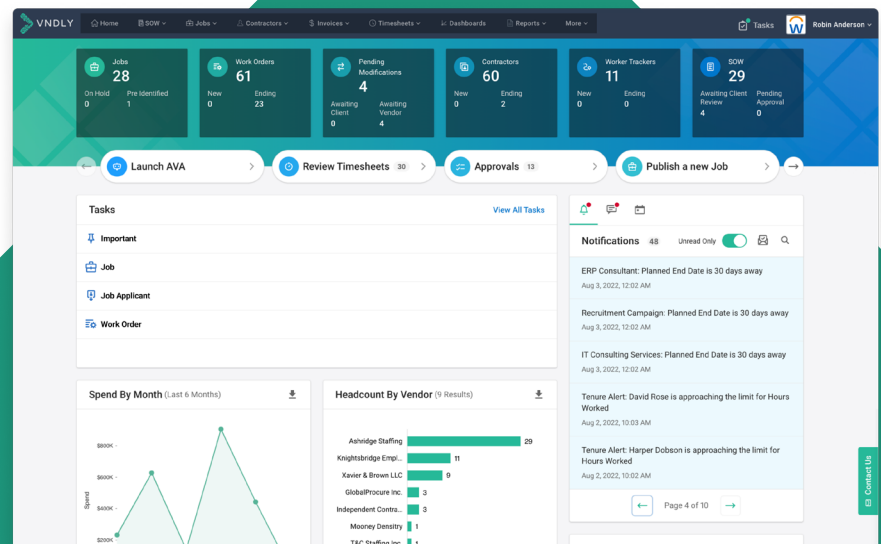 VNDLY
Home
SOW
Jobs
Contractors
Invoices
Timesheets
Dashboards
Reports
More
Tasks
Robin Anderson
Jobs
28
On Hold
0
Pre Identified
1
Work Orders
61
New
0
Ending
23
Pending
Modifications
4
Awaiting
Client
0
Awaiting
Vendor
4
Contractors
60
New
0
Ending
2
Worker Trackers
11
New
0
Ending
0
SOW
29
Awaiting Client
Review
4
Pending
Approval
0
Launch AVA
Review Timesheets 30
Approvals 13
Publish a new Job
Tasks
View All Tasks
Important
Job
Job Applicant
Work Order
Notifications 48
Unread Only
ERP Consultant: Planned End Date is 30 days away
Aug 3, 2022, 12:02 AM
Recruitment Campaign: Planned End Date is 30 days away
Aug 3, 2022, 12:02 AM
IT Consulting Services: Planned End Date is 30 days away
Aug 3, 2022, 12:02 AM
Tenure Alert: David Rose is approaching the limit for Hours
Worked
Aug 2, 2022, 10:03 AM
Tenure Alert: Harper Dobson is approaching the limit for
Hours Worked
Aug 2, 2022, 10:02 AM
Page 4 of 10
Spend By Month (Last 6 Months)
$800K
$600K
$400K
$200K
Spend
Headcount By Vendor (9 Results)
Ashridge Staffing 29
Knightsbridge Empl... 11
Xavier & Brown LLC 9
GlobalProcure Inc. 3
Independent Contra... 3
Mooney Densitry 1
T&C Staffing Inc. 1
Contact Us